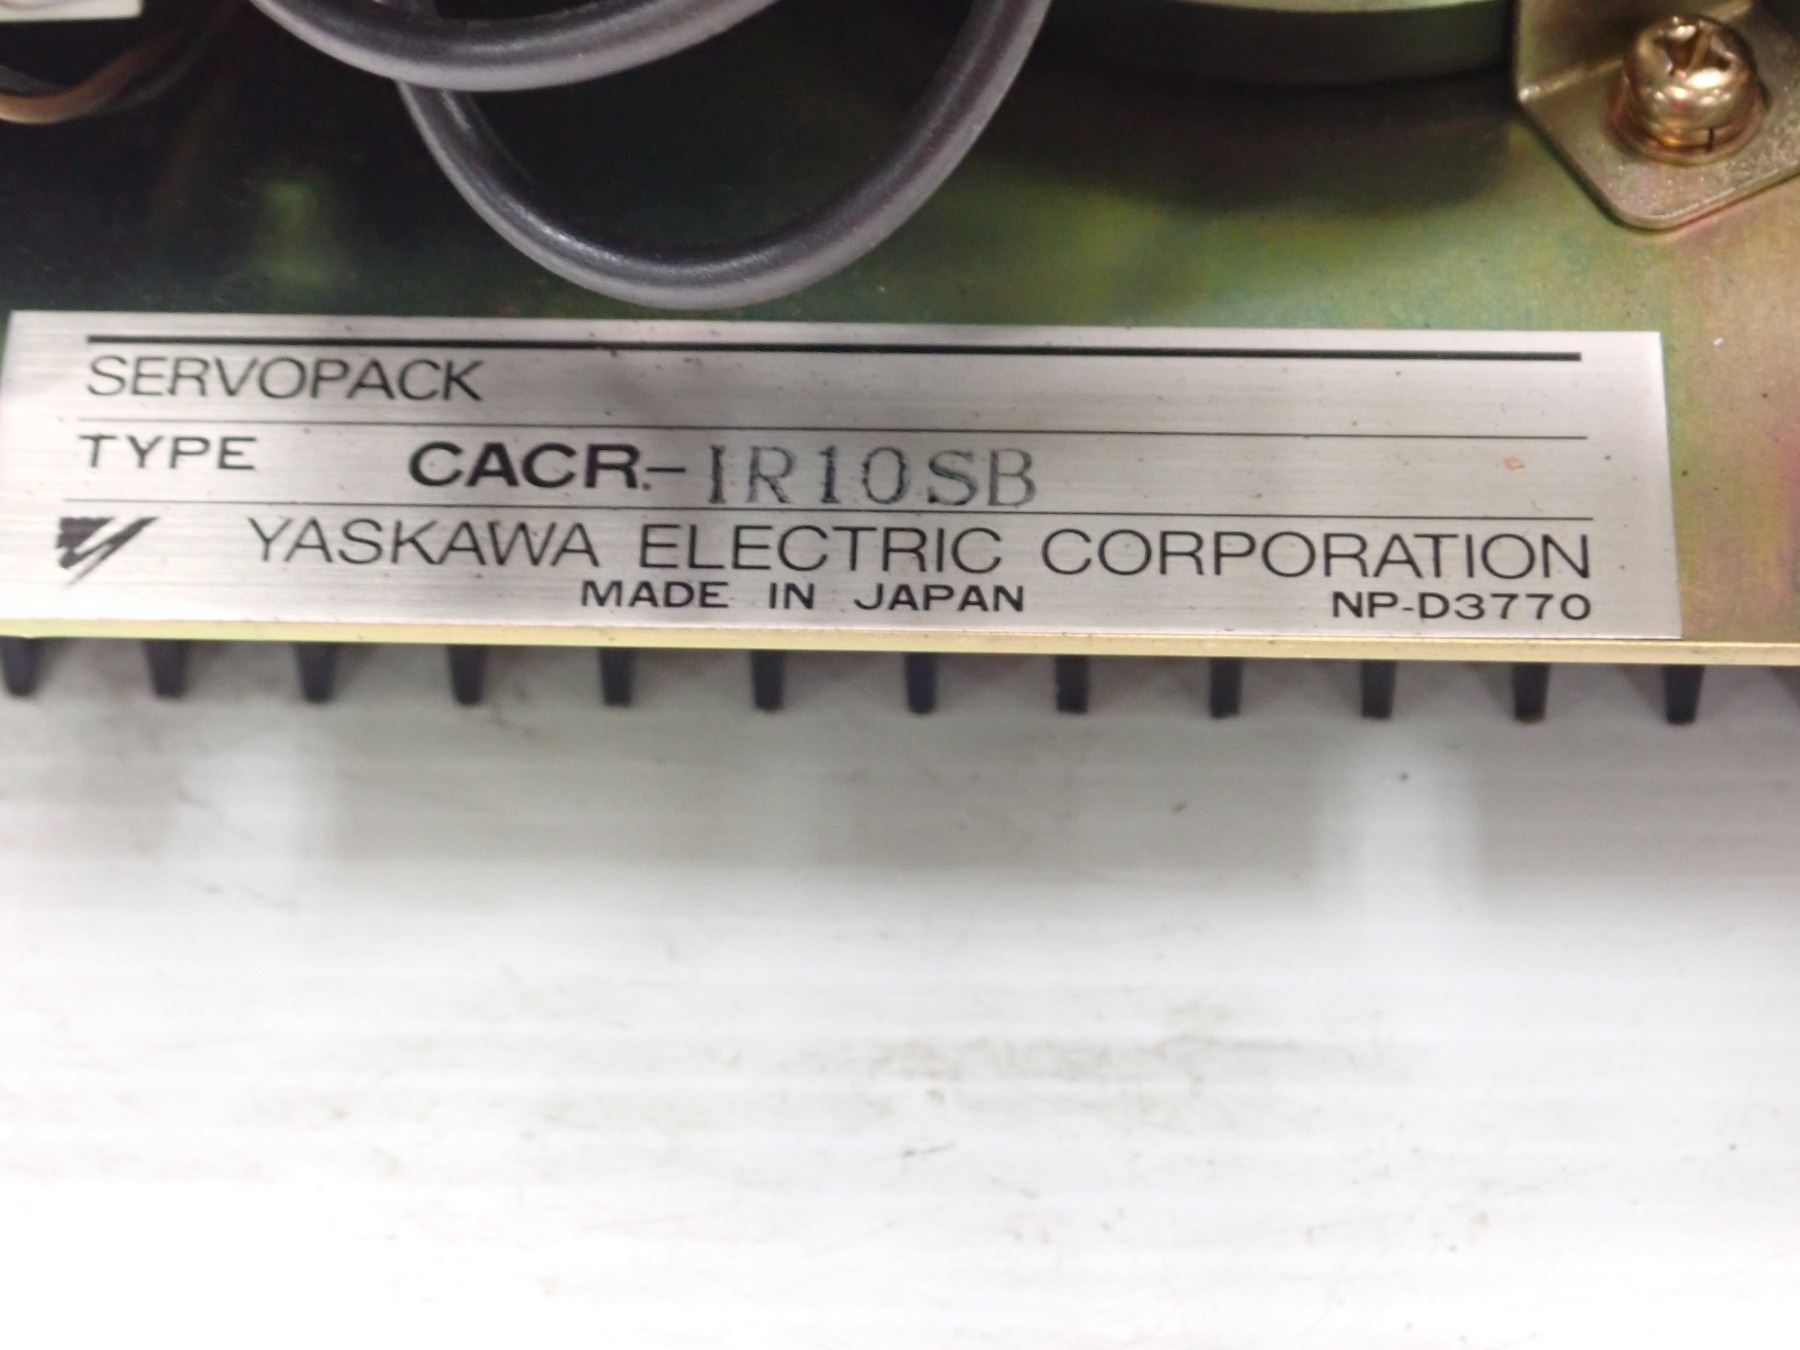 SERVOPACK
TYPE CACR-IR10SB
YASKAWA ELECTRIC CORPORATION
MADE IN JAPAN NP-D3770